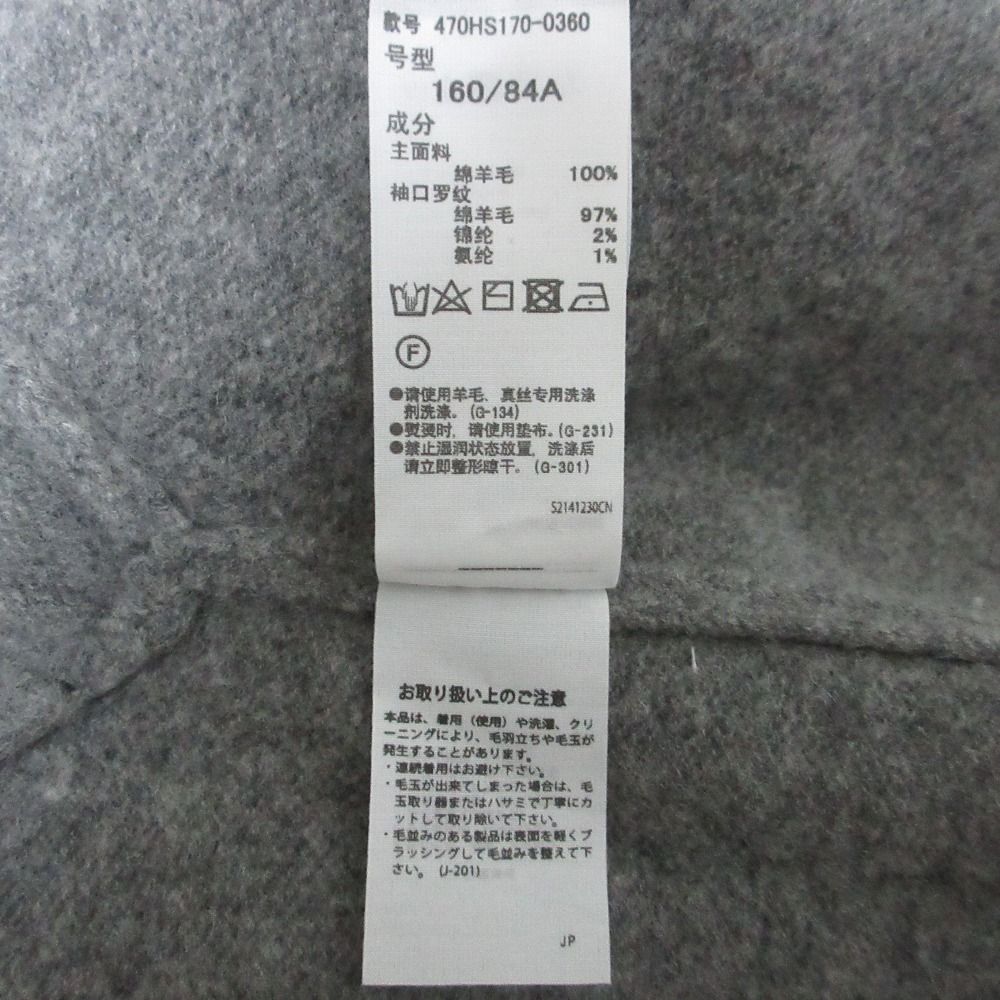 款号 470HS170-0360
号型
160/84A
成分
主面料
绵羊毛 100%
袖口罗纹
绵羊毛 97%
锦纶 2%
氨纶 1%
F
●请使用羊毛、真丝专用洗涤
剂洗涤。(G-134)
●熨烫时，请使用垫布。(G-231)
●禁止湿润状态放置，洗涤后
请立即整形晾干。(G-301)
S2141230CN
お取り扱い上のご注意
本品は、着用（使用）や洗濯、クリ
ーニングにより、毛羽立ちや毛玉が
発生することがあります。
・連続着用はお避け下さい。
・毛玉が出来てしまった場合は、毛
玉取り器またはハサミで丁寧にカ
ットして取り除いて下さい。
・毛並みのある製品は表面を軽くブ
ラッシングして毛並みを整えて下
さい。 (J-201)
JP